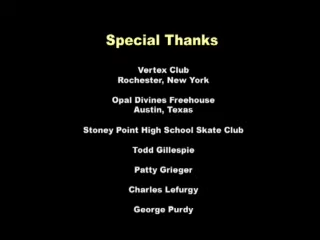 Special Thanks
Vertex Club
Rochester, New York
Opal Divines Freehouse
Austin, Texas
Stoney Point High School Skate Club
Todd Gillespie
Patty Grieger
Charles Lefurgy
George Purdy